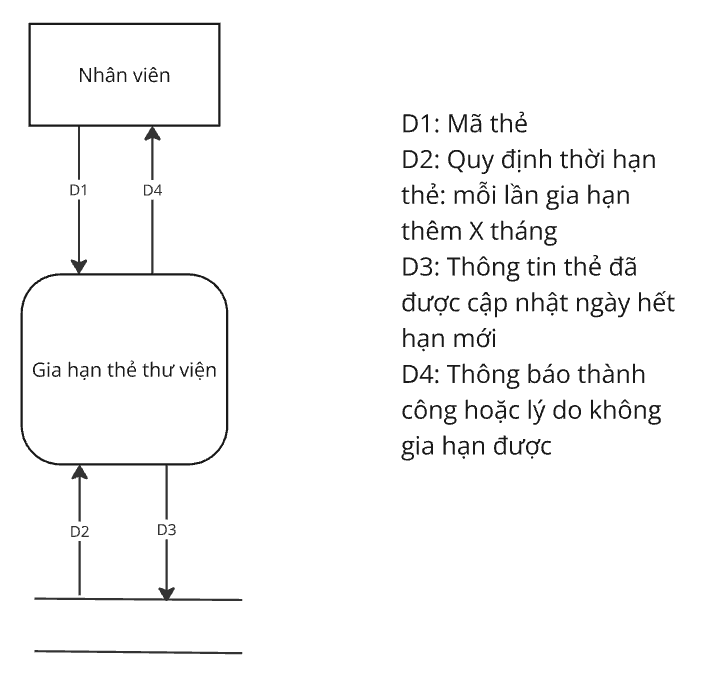 Nhân viên
D1
D4
Gia hạn thẻ thư viện
D2
D3
D1: Mã thẻ
D2: Quy định thời hạn
thẻ: mỗi lần gia hạn
thêm X tháng
D3: Thông tin thẻ đã
được cập nhật ngày hết
hạn mới
D4: Thông báo thành
công hoặc lý do không
gia hạn được